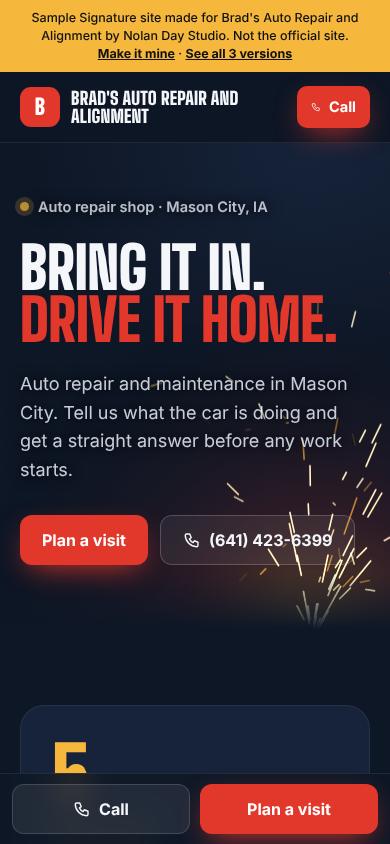 Sample Signature site made for Brad's Auto Repair and
Alignment by Nolan Day Studio. Not the official site.
Make it mine · See all 3 versions
B
BRAD'S AUTO REPAIR AND
ALIGNMENT
Call
Auto repair shop · Mason City, IA
BRING IT IN.
DRIVE IT HOME.
Auto repair and maintenance in Mason
City. Tell us what the car is doing and
get a straight answer before any work
starts.
Plan a visit
(641) 423-6399
5
Call
Plan a visit